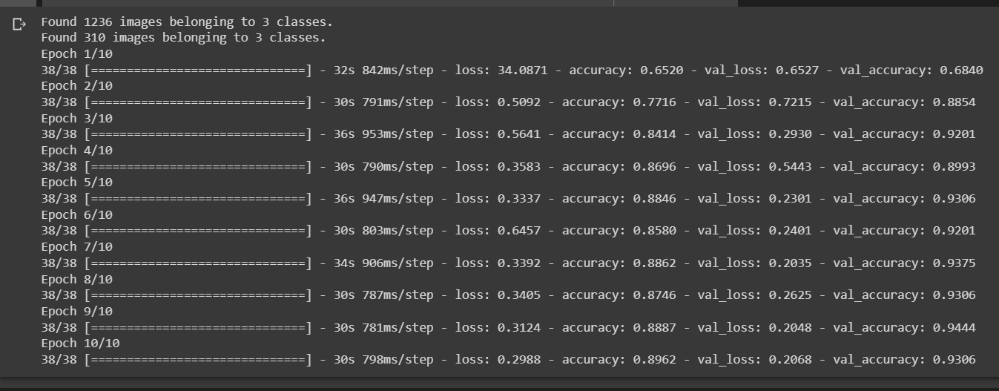 Found 1236 images belonging to 3 classes.
Found 310 images belonging to 3 classes.
Epoch 1/10
38/38 [==============================] - 32s 842ms/step - loss: 34.0871 - accuracy: 0.6520 - val_loss: 0.6527 - val_accuracy: 0.6840
Epoch 2/10
38/38 [==============================] - 30s 791ms/step - loss: 0.5092 - accuracy: 0.7716 - val_loss: 0.7215 - val_accuracy: 0.8854
Epoch 3/10
38/38 [==============================] - 36s 953ms/step - loss: 0.5641 - accuracy: 0.8414 - val_loss: 0.2930 - val_accuracy: 0.9201
Epoch 4/10
38/38 [==============================] - 30s 790ms/step - loss: 0.3583 - accuracy: 0.8696 - val_loss: 0.5443 - val_accuracy: 0.8993
Epoch 5/10
38/38 [==============================] - 36s 947ms/step - loss: 0.3337 - accuracy: 0.8846 - val_loss: 0.2301 - val_accuracy: 0.9306
Epoch 6/10
38/38 [==============================] - 30s 803ms/step - loss: 0.6457 - accuracy: 0.8580 - val_loss: 0.2401 - val_accuracy: 0.9201
Epoch 7/10
38/38 [==============================] - 34s 906ms/step - loss: 0.3392 - accuracy: 0.8862 - val_loss: 0.2035 - val_accuracy: 0.9375
Epoch 8/10
38/38 [==============================] - 30s 787ms/step - loss: 0.3405 - accuracy: 0.8746 - val_loss: 0.2625 - val_accuracy: 0.9306
Epoch 9/10
38/38 [==============================] - 30s 781ms/step - loss: 0.3124 - accuracy: 0.8887 - val_loss: 0.2048 - val_accuracy: 0.9444
Epoch 10/10
38/38 [==============================] - 30s 798ms/step - loss: 0.2988 - accuracy: 0.8962 - val_loss: 0.2068 - val_accuracy: 0.9306